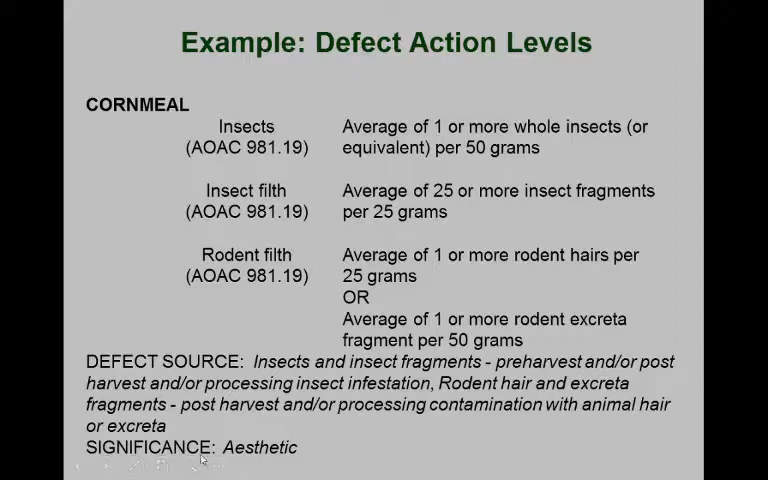 Example: Defect Action Levels
CORNMEAL
Insects
(AOAC 981.19)
Average of 1 or more whole insects (or
equivalent) per 50 grams
Insect filth
(AOAC 981.19)
Average of 25 or more insect fragments
per 25 grams
Rodent filth
(AOAC 981.19)
Average of 1 or more rodent hairs per
25 grams
OR
Average of 1 or more rodent excreta
fragment per 50 grams
DEFECT SOURCE: Insects and insect fragments - preharvest and/or post
harvest and/or processing insect infestation, Rodent hair and excreta
fragments - post harvest and/or processing contamination with animal hair
or excreta
SIGNIFICANCE: Aesthetic